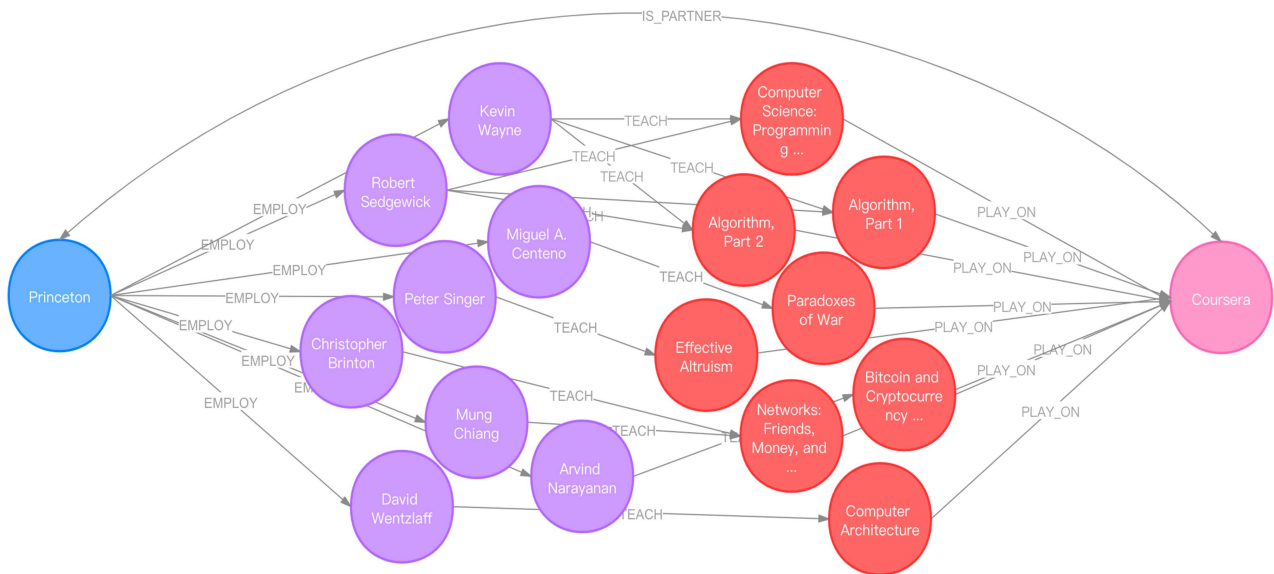 IS_PARTNER
Kevin
Wayne
Computer
Science:
Programmin
g ...
TEACH
TEACH
TEACH
TEACH
Robert
Sedgewick
Algorithm,
Part 1
Algorithm,
Part 2
PLAY_ON
EMPLOY
EMPLOY
Miguel A.
Centeno
PLAY_ON
PLAY_ON
EMPLOY
TEACH
Princeton
EMPLOY
Peter Singer
Paradoxes
of War
PLAY_ON
Coursera
EMPLOY
TEACH
PLAY_ON
Christopher
Brinton
Effective
Altruism
PLAY_ON
EMPLOY
PLAY_ON
Bitcoin and
Cryptocurre
ncy ...
EMPLOY
TEACH
Mung
Chiang
TEACH
Networks:
Friends,
Money, and
...
PLAY_ON
Arvind
Narayanan
David
Wentzlaff
TEACH
Computer
Architecture